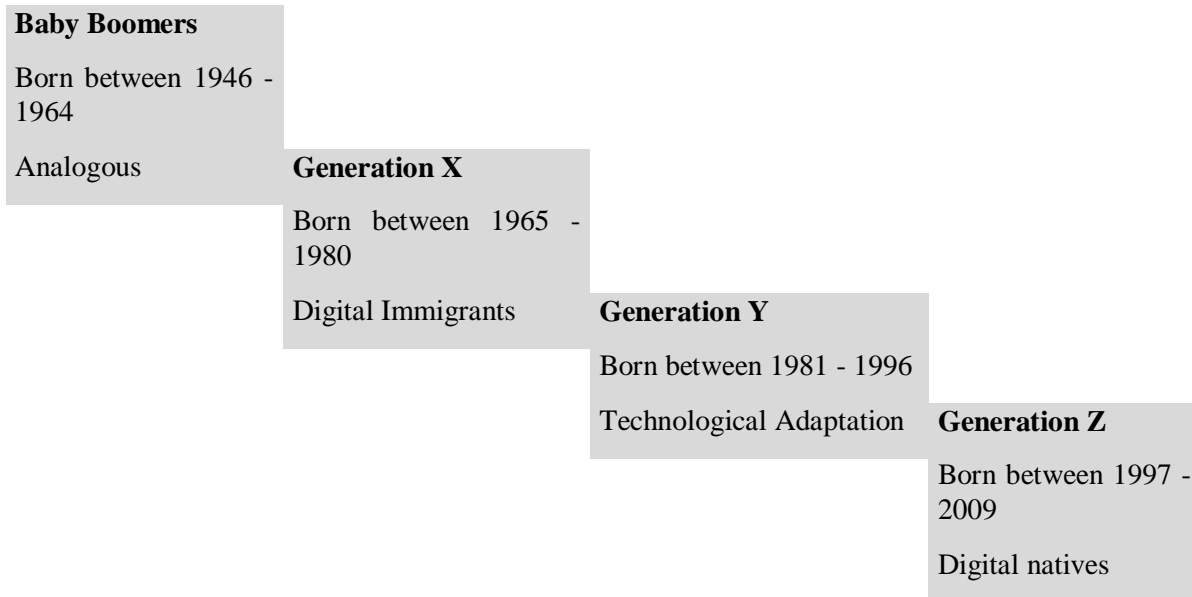 Baby Boomers
Born between 1946 -
1964
Analogous
Generation X
Born between 1965 -
1980
Digital Immigrants
Generation Y
Born between 1981 - 1996
Technological Adaptation
Generation Z
Born between 1997 -
2009
Digital natives